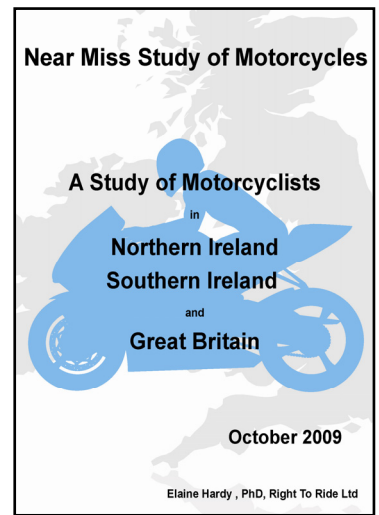 Near Miss Study of Motorcycles
A Study of Motorcyclists
in
Northern Ireland
Southern Ireland
and
Great Britain
October 2009
Elaine Hardy , PhD, Right To Ride Ltd